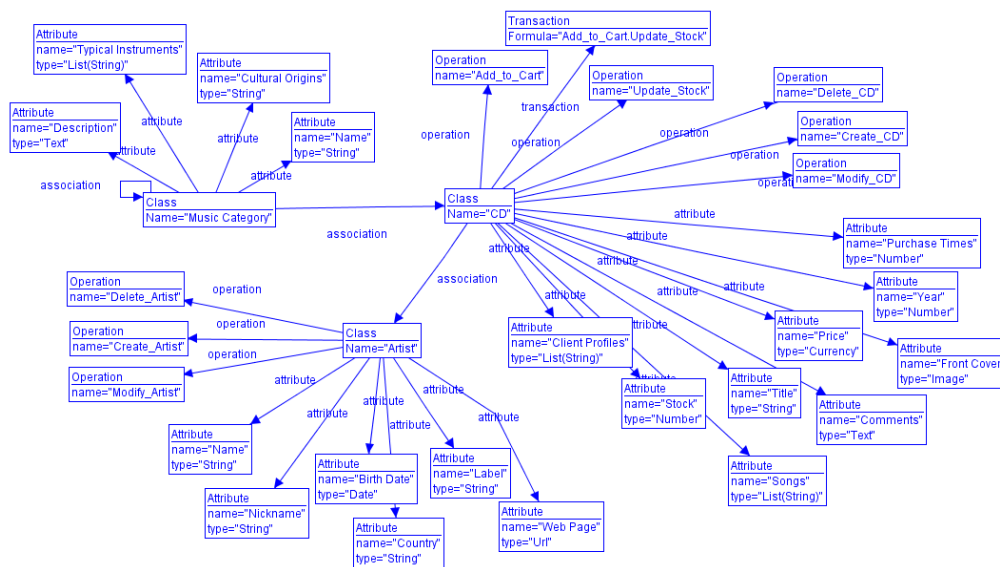 Attribute
name="Typical Instruments"
type="List(String)"
Attribute
name="Cultural Origins"
type="String"
Attribute
name="Description"
type="Text"
Attribute
name="Name"
type="String"
attribute
attribute
attribute
attribute
association
Class
Name="Music Category"
association
Transaction
Formula="Add_to_Cart.Update_Stock"
Operation
name="Add_to_Cart"
Operation
name="Update_Stock"
Operation
name="Delete_CD"
Operation
name="Create_CD"
Operation
name="Modify_CD"
transaction
operation
operation
operation
operation
operation
Class
Name="CD"
association
attribute
attribute
attribute
attribute
attribute
attribute
attribute
attribute
attribute
Attribute
name="Purchase Times"
type="Number"
Attribute
name="Year"
type="Number"
Attribute
name="Price"
type="Currency"
Attribute
name="Front Cover"
type="Image"
Attribute
name="Client Profiles"
type="List(String)"
Attribute
name="Stock"
type="Number"
Attribute
name="Title"
type="String"
Attribute
name="Comments"
type="Text"
Attribute
name="Songs"
type="List(String)"
Operation
name="Delete_Artist"
Operation
name="Create_Artist"
Operation
name="Modify_Artist"
operation
operation
operation
Class
Name="Artist"
attribute
attribute
attribute
attribute
attribute
attribute
Attribute
name="Name"
type="String"
Attribute
name="Nickname"
type="String"
Attribute
name="Birth Date"
type="Date"
Attribute
name="Country"
type="String"
Attribute
name="Label"
type="String"
Attribute
name="Web Page"
type="Url"